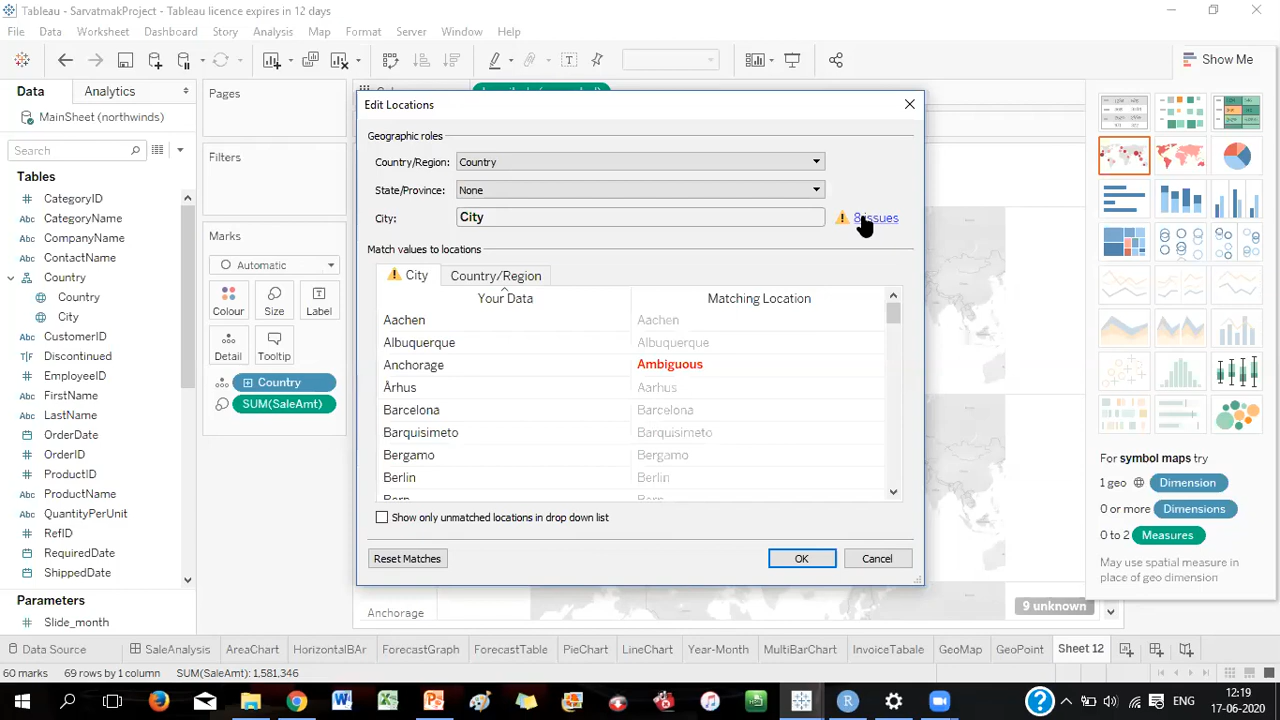 Tableau - SarvatmakProject - Tableau licence expires in 12 days
File Data Worksheet Dashboard Story Analysis Map Format Server Window Help
Show Me
Data Analytics
Pages
MainSheet (northwinds)
Search
Filters
Tables
CategoryID
CategoryName
CompanyName
ContactName
Country
Country
City
CustomerID
Discontinued
EmployeeID
FirstName
LastName
OrderDate
OrderID
ProductID
ProductName
QuantityPerUnit
RefID
RequiredDate
ShippedDate
Parameters
Slide_month
Marks
Automatic
Colour Size Label
Detail Tooltip
Country
SUM(SaleAmt)
Edit Locations
Geographic roles
Country/Region: Country
State/Province: None
City: City 8 issues
Match values to locations
City Country/Region
Your Data Matching Location
Aachen Aachen
Albuquerque Albuquerque
Anchorage Ambiguous
Århus Aarhus
Barcelona Barcelona
Barquisimeto Barquisimeto
Bergamo Bergamo
Berlin Berlin
Bern Bern
Show only unmatched locations in drop down list
Reset Matches OK Cancel
Anchorage
9 unknown
For symbol maps try
1 geo Dimension
0 or more Dimensions
0 to 2 Measures
May use spatial measure in
place of geo dimension
Data Source SaleAnalysis AreaChart HorizontalBAr ForecastGraph ForecastTable PieChart LineChart Year-Month MultiBarChart InvoiceTabale GeoMap GeoPoint Sheet 12
60 marks 69 rows by 1 column SUM(SaleAmt): 1,581,346
ENG
12:19
17-06-2020